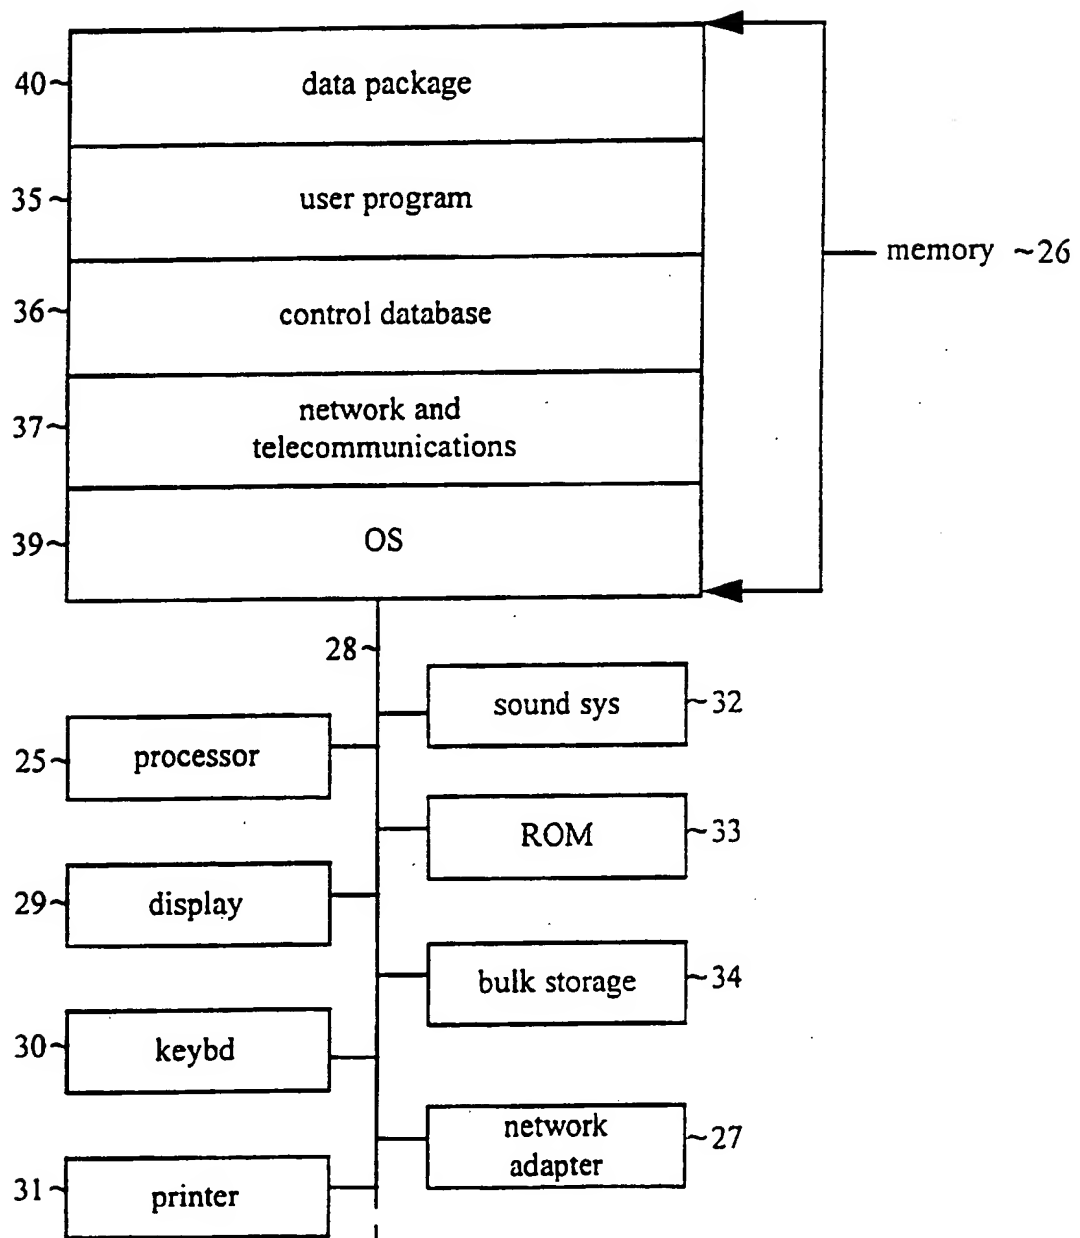 40~ data package
35~ user program
memory ~26
36~ control database
37~ network and
telecommunications
39~ OS
28~
sound sys ~32
25~ processor
ROM ~33
29~ display
bulk storage ~34
30~ keybd
network
adapter ~27
31~ printer